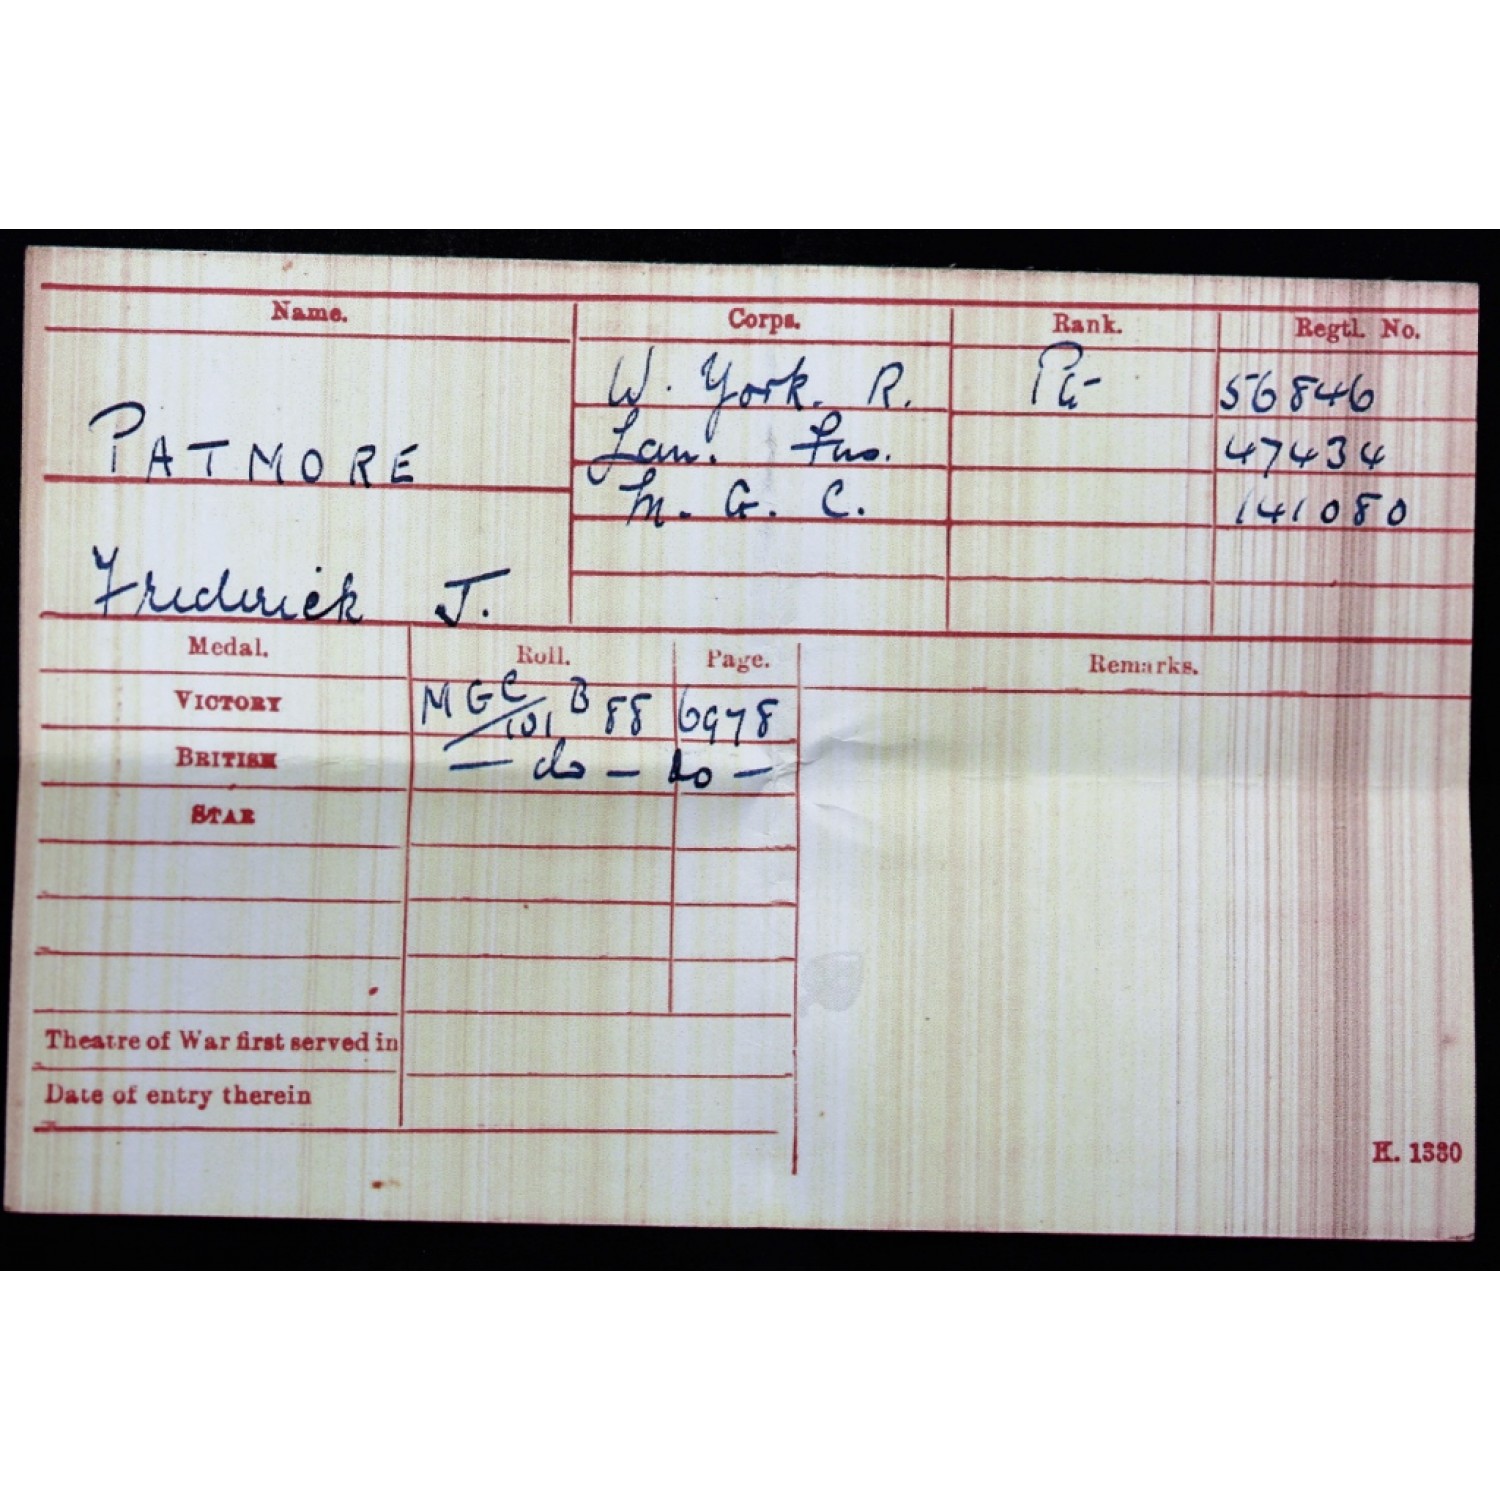 Name. Corps. Rank. Regtl. No.
W. York. R. Pte 56846
PATMORE Lan. Fus. 47434
M. G. C. 141080
Frederick J.
Medal. Roll. Page. Remarks.
VICTORY MGC/101 B 88 6978
BRITISH — do — do —
STAR
Theatre of War first served in
Date of entry therein
K. 1380